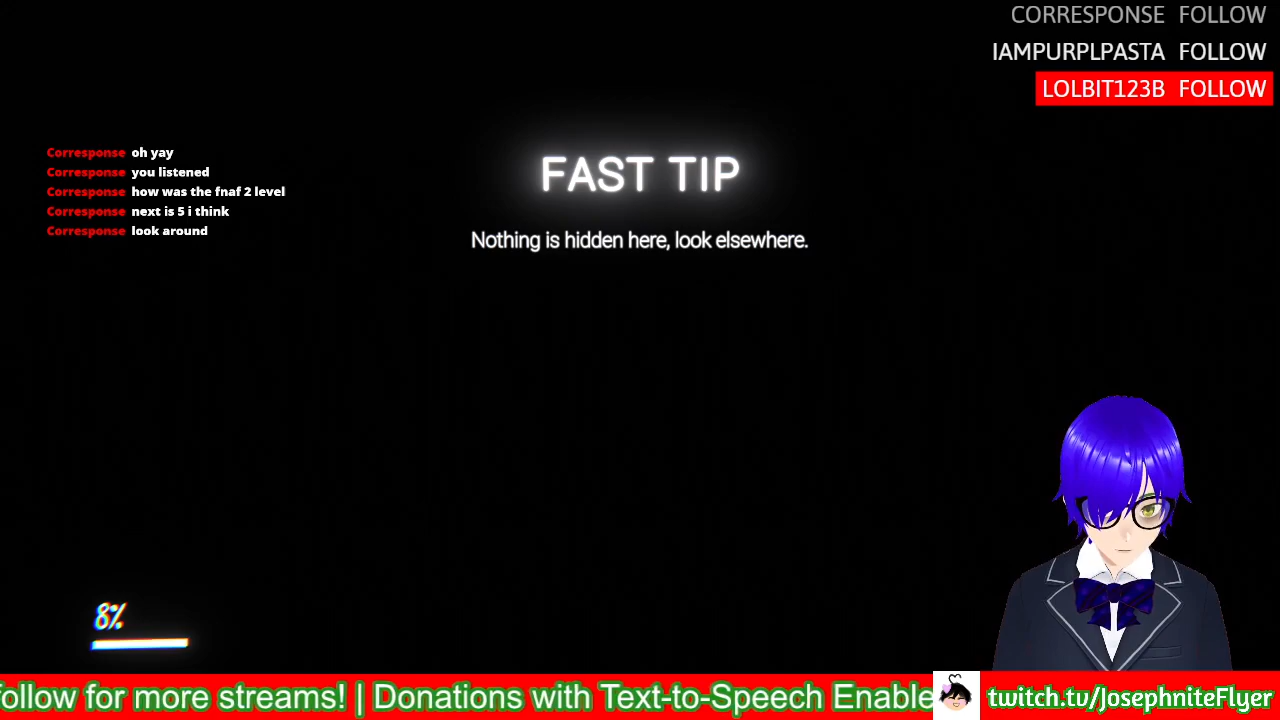 CORRESPONSE FOLLOW
IAMPURPLPASTA FOLLOW
LOLBIT123B FOLLOW
Corresponse oh yay
Corresponse you listened
Corresponse how was the fnaf 2 level
Corresponse next is 5 i think
Corresponse look around
FAST TIP
Nothing is hidden here, look elsewhere.
8%
follow for more streams! | Donations with Text-to-Speech Enable
twitch.tv/JosephniteFlyer